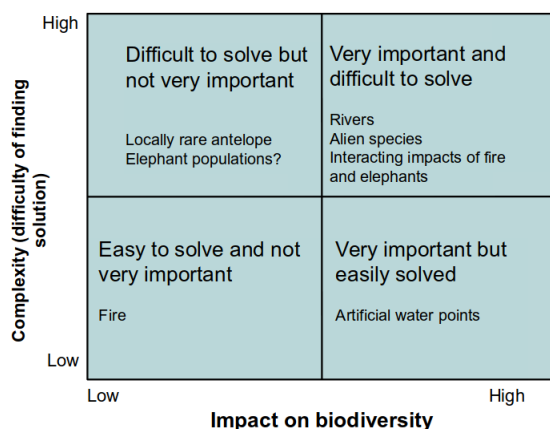 High
Difficult to solve but
not very important
Locally rare antelope
Elephant populations?
Very important and
difficult to solve
Rivers
Alien species
Interacting impacts of fire
and elephants
Complexity (difficulty of finding
solution)
Easy to solve and not
very important
Fire
Very important but
easily solved
Artificial water points
Low
Low
High
Impact on biodiversity